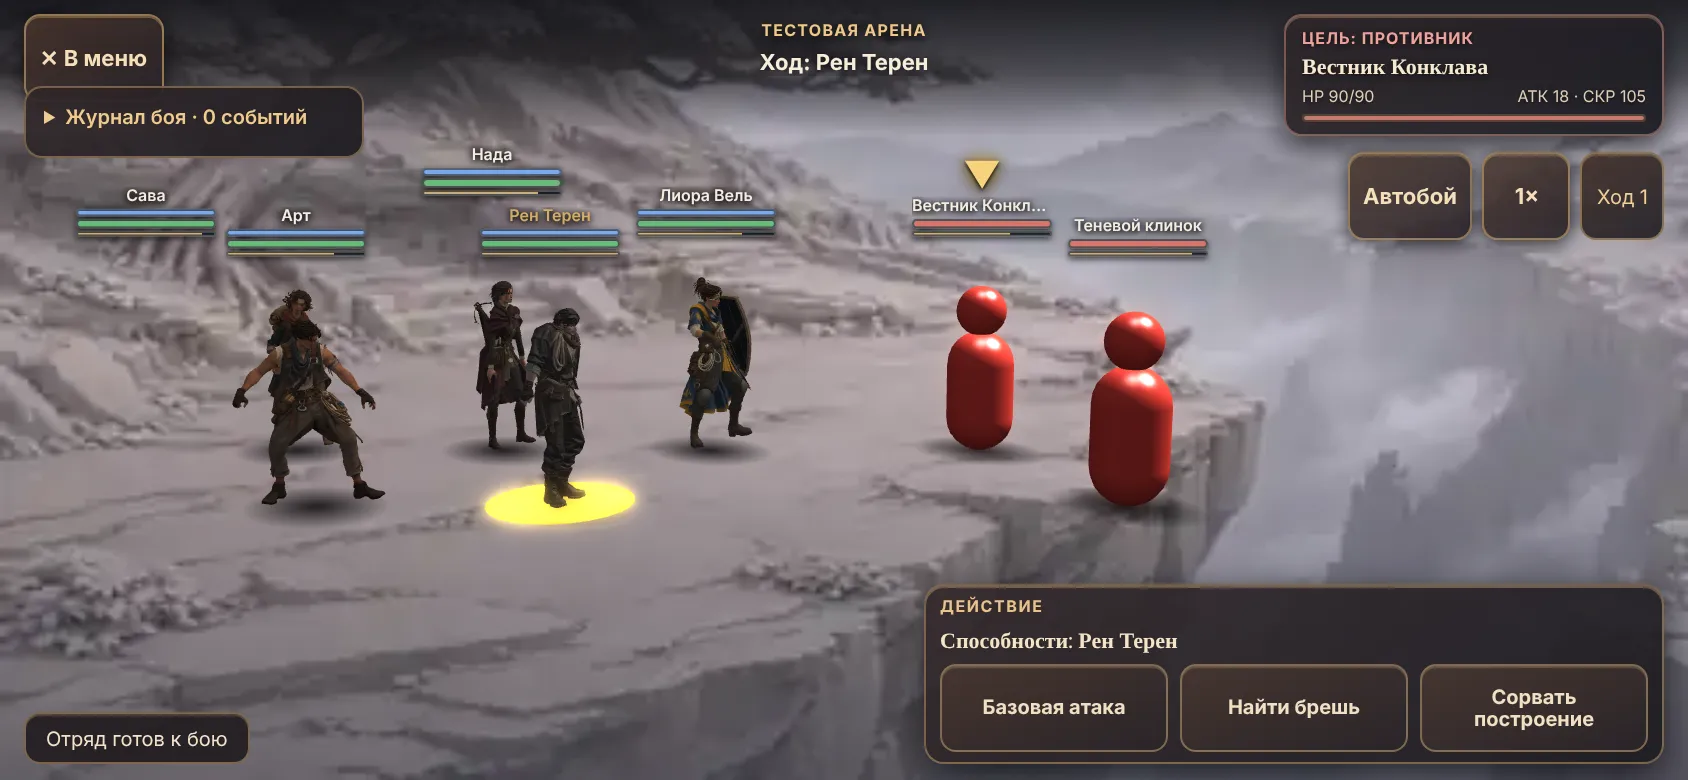 ✕ В меню
ТЕСТОВАЯ АРЕНА
Ход: Рен Терен
ЦЕЛЬ: ПРОТИВНИК
Вестник Конклава
HP 90/90
АТК 18 · СКР 105
▶ Журнал боя · 0 событий
Автобой
1×
Ход 1
Нада
Сава
Арт
Рен Терен
Лиора Вель
Вестник Конкл...
Теневой клинок
ДЕЙСТВИЕ
Способности: Рен Терен
Базовая атака
Найти брешь
Сорвать
построение
Отряд готов к бою